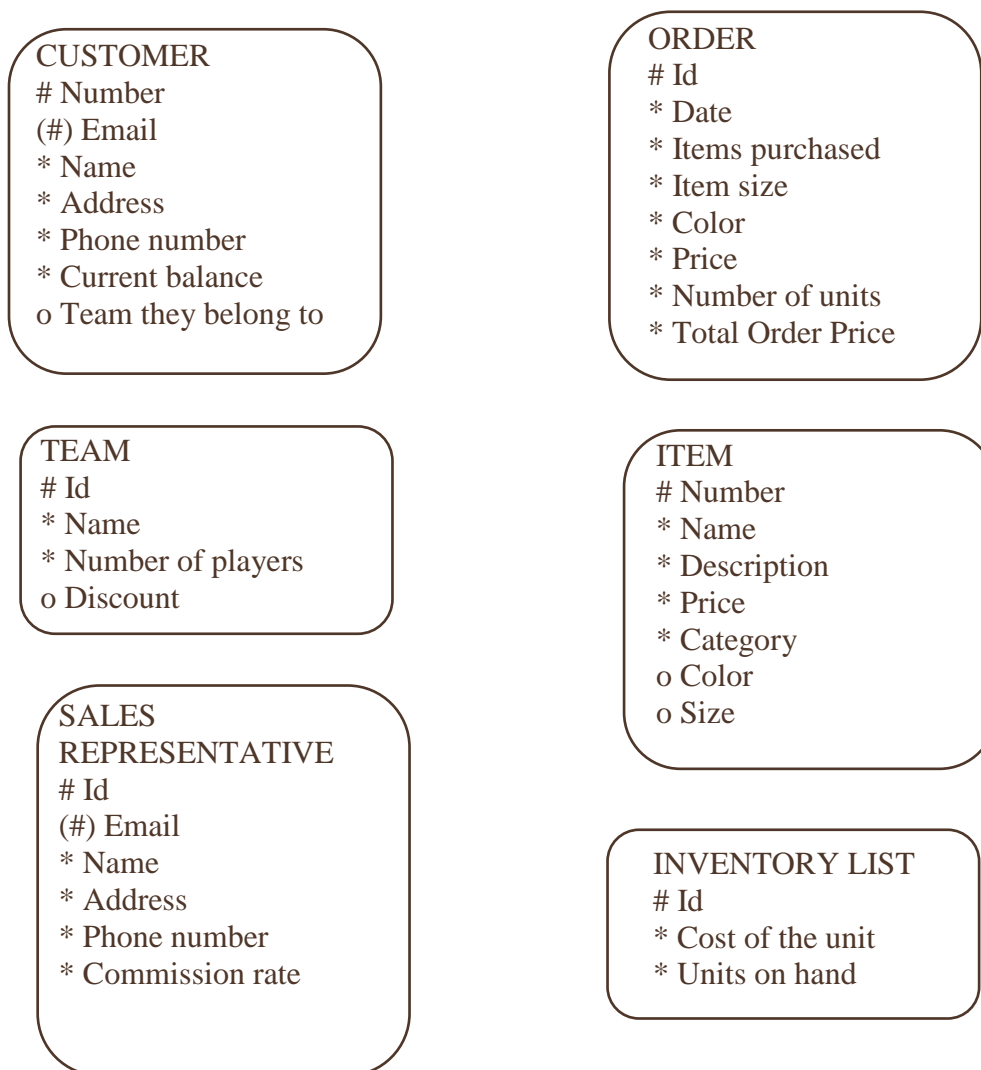 CUSTOMER
# Number
(#) Email
* Name
* Address
* Phone number
* Current balance
o Team they belong to
ORDER
# Id
* Date
* Items purchased
* Item size
* Color
* Price
* Number of units
* Total Order Price
TEAM
# Id
* Name
* Number of players
o Discount
ITEM
# Number
* Name
* Description
* Price
* Category
o Color
o Size
SALES
REPRESENTATIVE
# Id
(#) Email
* Name
* Address
* Phone number
* Commission rate
INVENTORY LIST
# Id
* Cost of the unit
* Units on hand